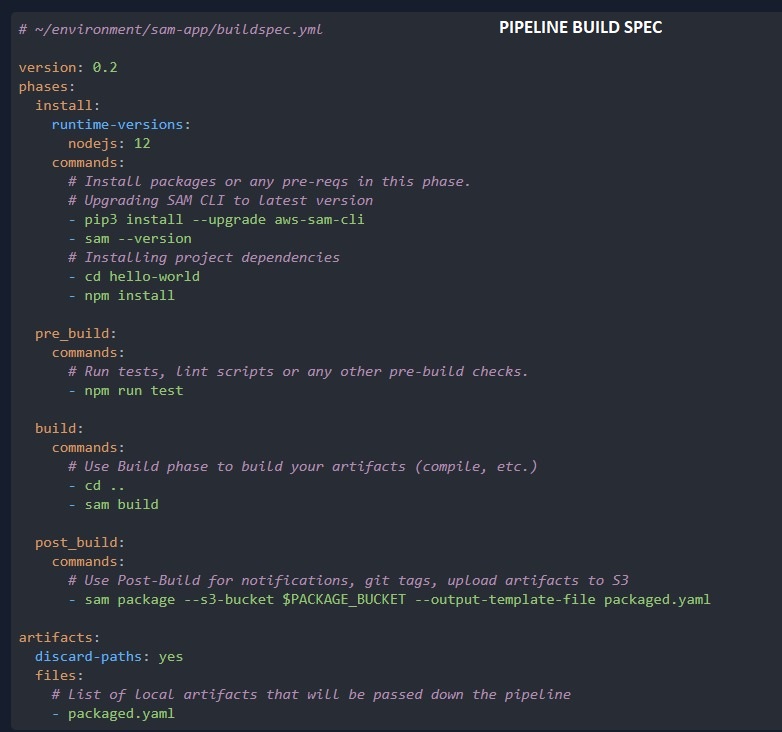 # ~/environment/sam-app/buildspec.yml
PIPELINE BUILD SPEC
version: 0.2
phases:
  install:
    runtime-versions:
      nodejs: 12
    commands:
      # Install packages or any pre-reqs in this phase.
      # Upgrading SAM CLI to latest version
      - pip3 install --upgrade aws-sam-cli
      - sam --version
      # Installing project dependencies
      - cd hello-world
      - npm install
  pre_build:
    commands:
      # Run tests, lint scripts or any other pre-build checks.
      - npm run test
  build:
    commands:
      # Use Build phase to build your artifacts (compile, etc.)
      - cd ..
      - sam build
  post_build:
    commands:
      # Use Post-Build for notifications, git tags, upload artifacts to S3
      - sam package --s3-bucket $PACKAGE_BUCKET --output-template-file packaged.yaml
artifacts:
  discard-paths: yes
  files:
    # List of local artifacts that will be passed down the pipeline
    - packaged.yaml